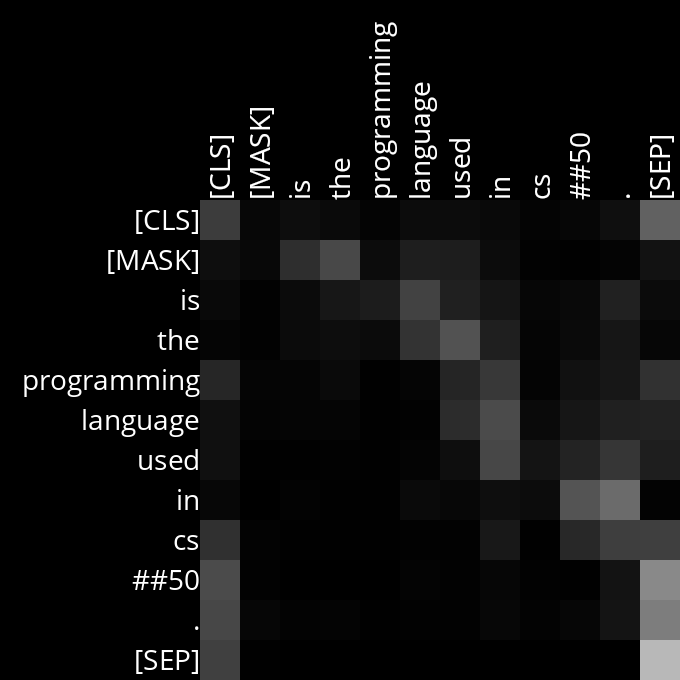 [CLS]
[MASK]
is
the
programming
language
used
in
cs
##50
.
[SEP]
[CLS]
[MASK]
is
the
programming
language
used
in
cs
##50
.
[SEP]